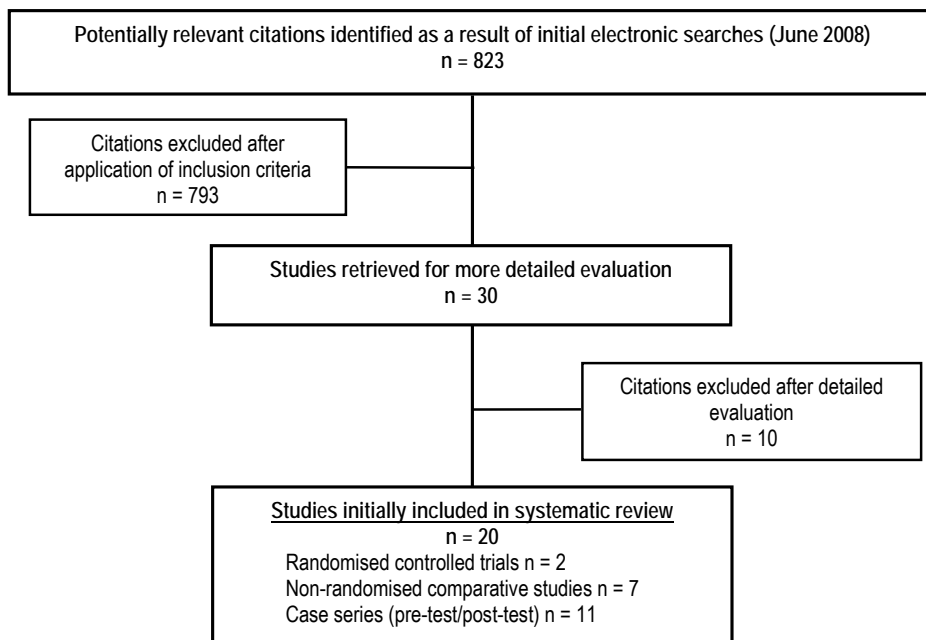 Potentially relevant citations identified as a result of initial electronic searches (June 2008)
n = 823
Citations excluded after
application of inclusion criteria
n = 793
Studies retrieved for more detailed evaluation
n = 30
Citations excluded after detailed
evaluation
n = 10
Studies initially included in systematic review
n = 20
Randomised controlled trials n = 2
Non-randomised comparative studies n = 7
Case series (pre-test/post-test) n = 11